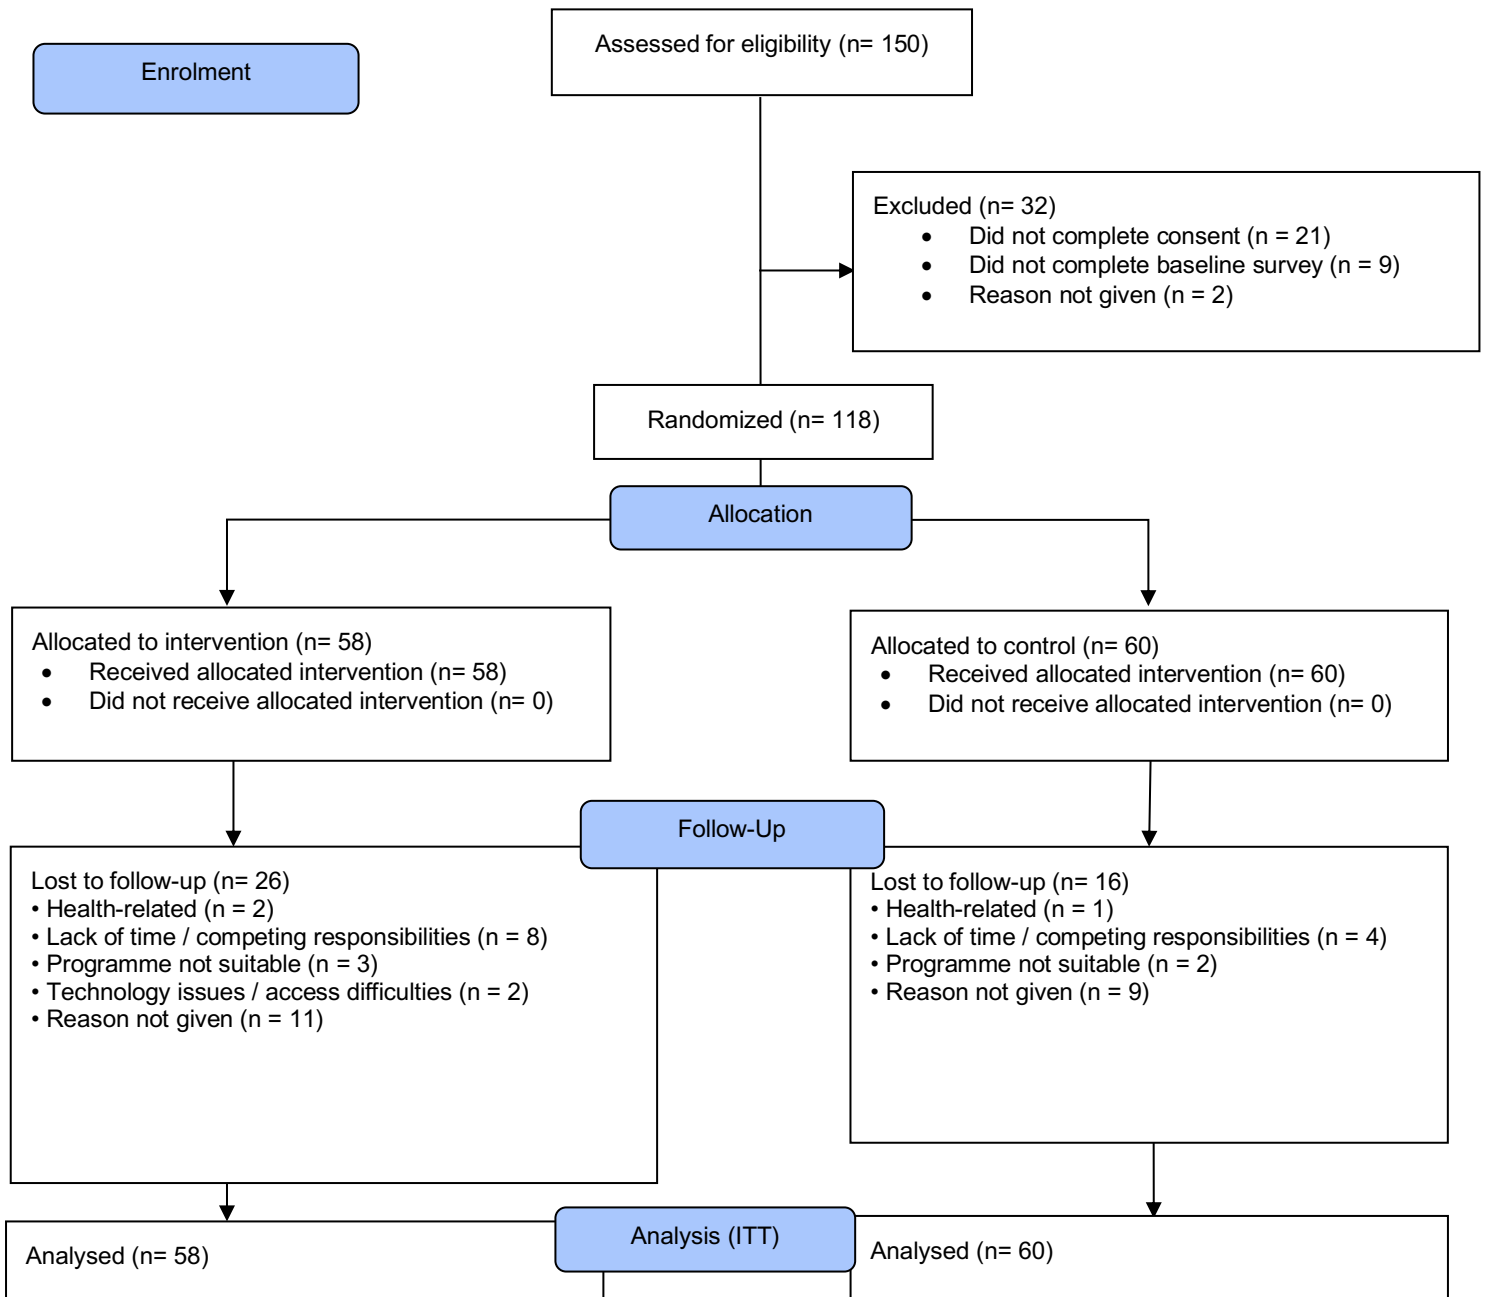 Assessed for eligibility (n= 150)
Enrolment
Excluded (n= 32)
• Did not complete consent (n = 21)
• Did not complete baseline survey (n = 9)
• Reason not given (n = 2)
Randomized (n= 118)
Allocation
Allocated to intervention (n= 58)
• Received allocated intervention (n= 58)
• Did not receive allocated intervention (n= 0)
Allocated to control (n= 60)
• Received allocated intervention (n= 60)
• Did not receive allocated intervention (n= 0)
Follow-Up
Lost to follow-up (n= 26)
• Health-related (n = 2)
• Lack of time / competing responsibilities (n = 8)
• Programme not suitable (n = 3)
• Technology issues / access difficulties (n = 2)
• Reason not given (n = 11)
Lost to follow-up (n= 16)
• Health-related (n = 1)
• Lack of time / competing responsibilities (n = 4)
• Programme not suitable (n = 2)
• Reason not given (n = 9)
Analysis (ITT)
Analysed (n= 58)
Analysed (n= 60)